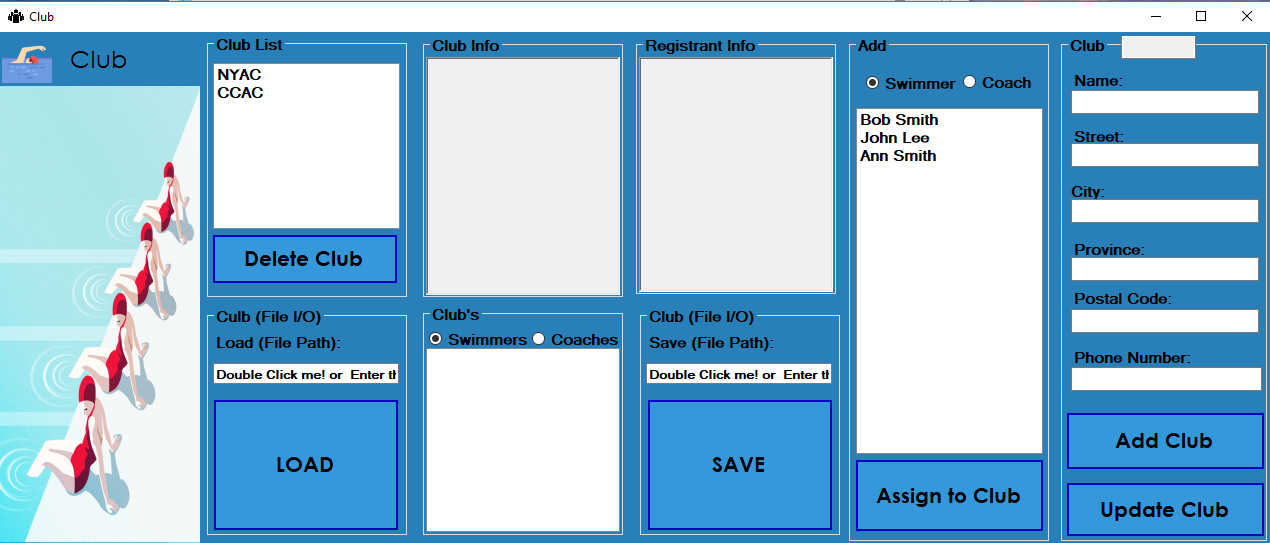 Club
Club
Club List
NYAC
CCAC
Delete Club
Club Info
Registrant Info
Add
Swimmer
Coach
Bob Smith
John Lee
Ann Smith
Assign to Club
Club
Name:
Street:
City:
Province:
Postal Code:
Phone Number:
Add Club
Update Club
Culb (File I/O)
Load (File Path):
Double Click me! or  Enter th
LOAD
Club's
Swimmers
Coaches
Club (File I/O)
Save (File Path):
Double Click me! or  Enter th
SAVE